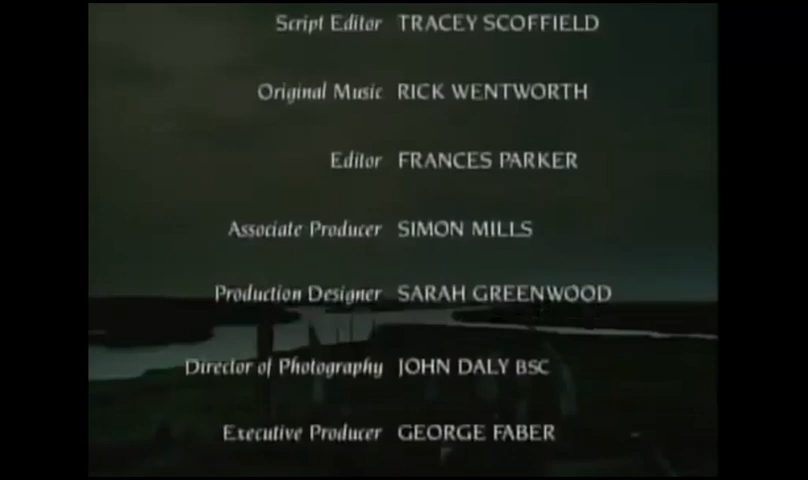 Script Editor TRACEY SCOFFIELD
Original Music RICK WENTWORTH
Editor FRANCES PARKER
Associate Producer SIMON MILLS
Production Designer SARAH GREENWOOD
Director of Photography JOHN DALY BSC
Executive Producer GEORGE FABER